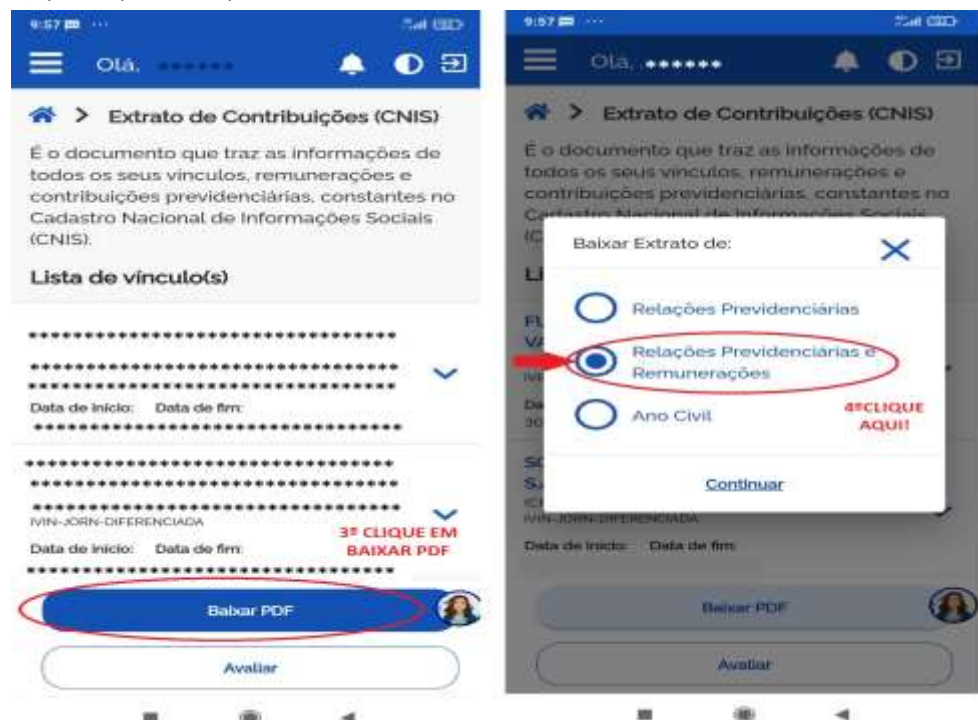 9:57
Olá, ******
> Extrato de Contribuições (CNIS)
É o documento que traz as informações de
todos os seus vínculos, remunerações e
contribuições previdenciárias, constantes no
Cadastro Nacional de Informações Sociais
(CNIS).
Lista de vínculo(s)
Data de início: Data de fim:
IVIN-JORN-DIFERENCIADA
3º CLIQUE EM
BAIXAR PDF
Data de início: Data de fim:
Baixar PDF
Avaliar
9:57
Olá, ******
> Extrato de Contribuições (CNIS)
É o documento que traz as informações de
todos os seus vínculos, remunerações e
contribuições previdenciárias, constantes no
Cadastro Nacional de Informações Sociais
Baixar Extrato de:
Relações Previdenciárias
Relações Previdenciárias e
Remunerações
Ano Civil
4ºCLIQUE
AQUI!
Continuar
IVIN-JORN-DIFERENCIADA
Data de início: Data de fim:
Baixar PDF
Avaliar